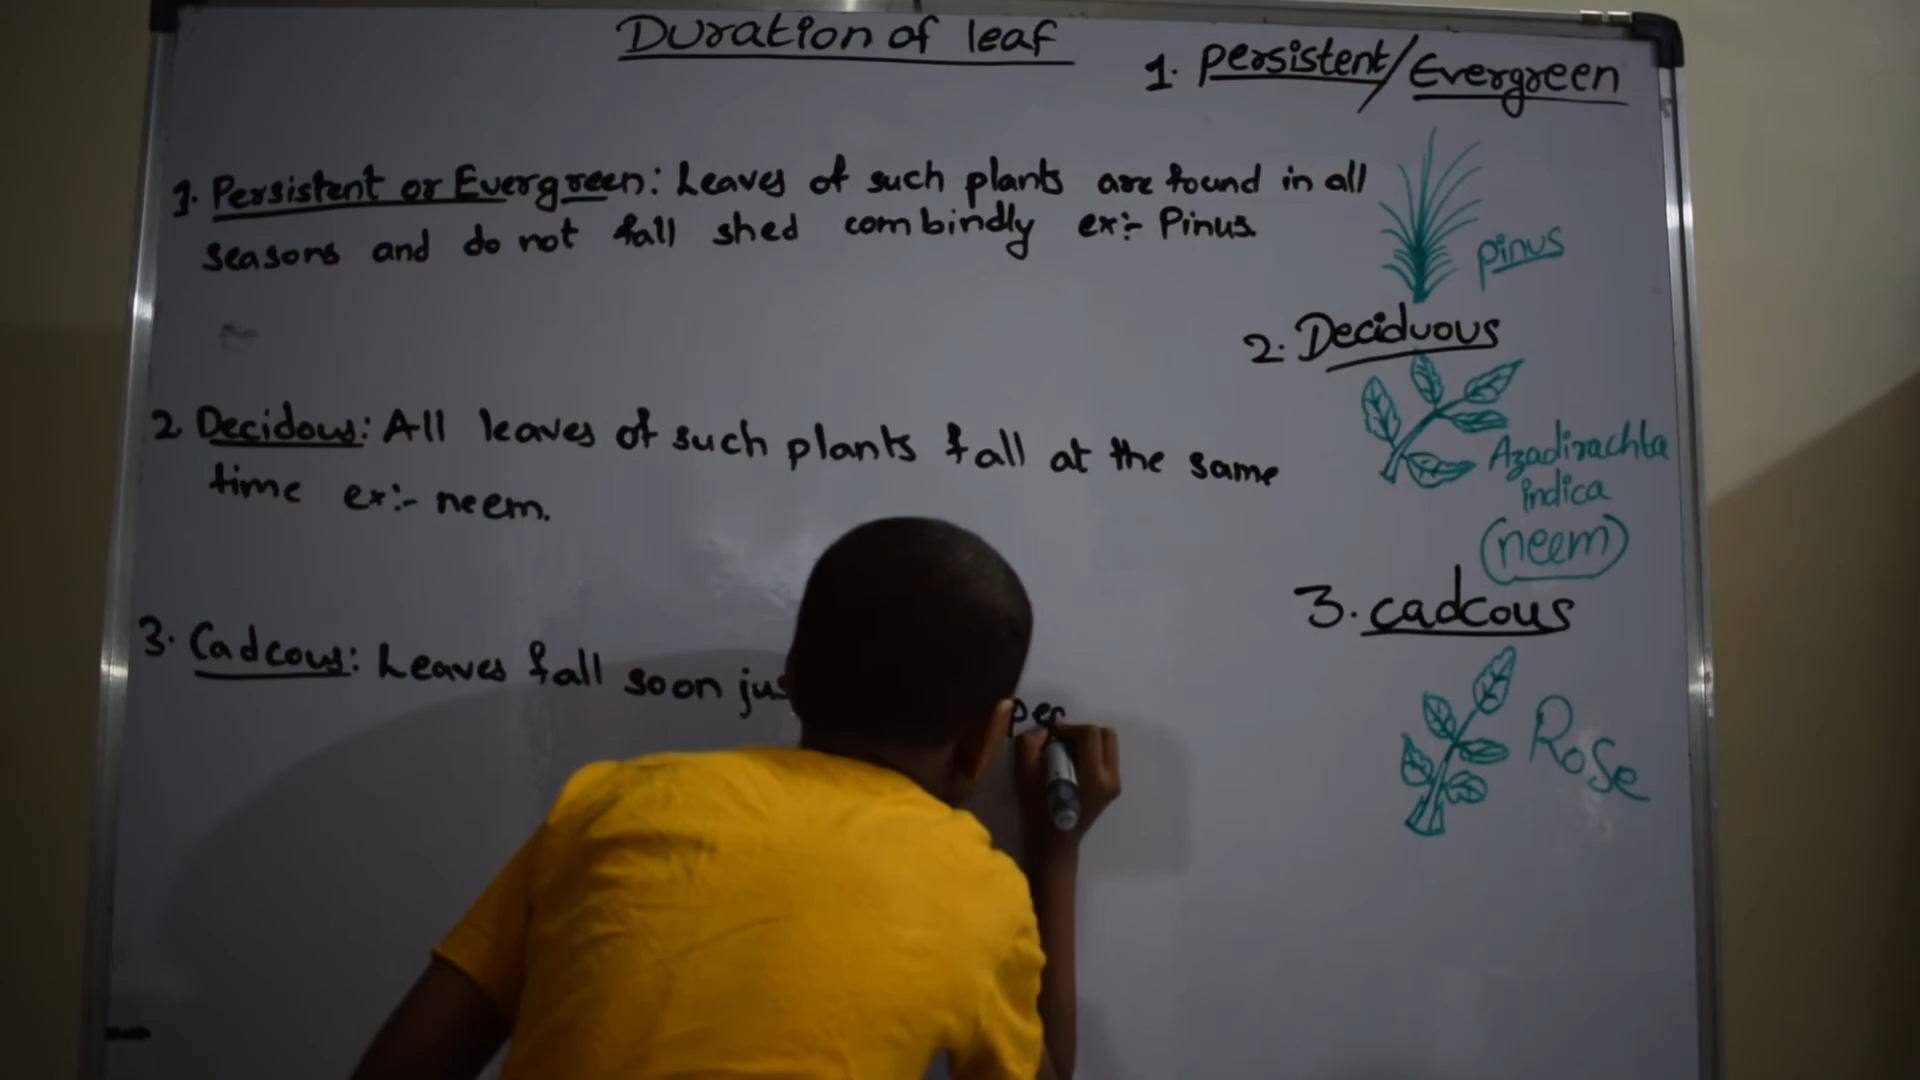 Duration of leaf
1. Persistent/Evergreen
1. Persistent or Evergreen: Leaves of such plants are found in all
seasons and do not fall shed combindly ex:- Pinus.
pinus
2. Deciduous
2 Decidous: All leaves of such plants fall at the same
time ex:- neem.
Azadirachta
indica
(neem)
3. cadcous
3. Cadcous: Leaves fall soon
Rose